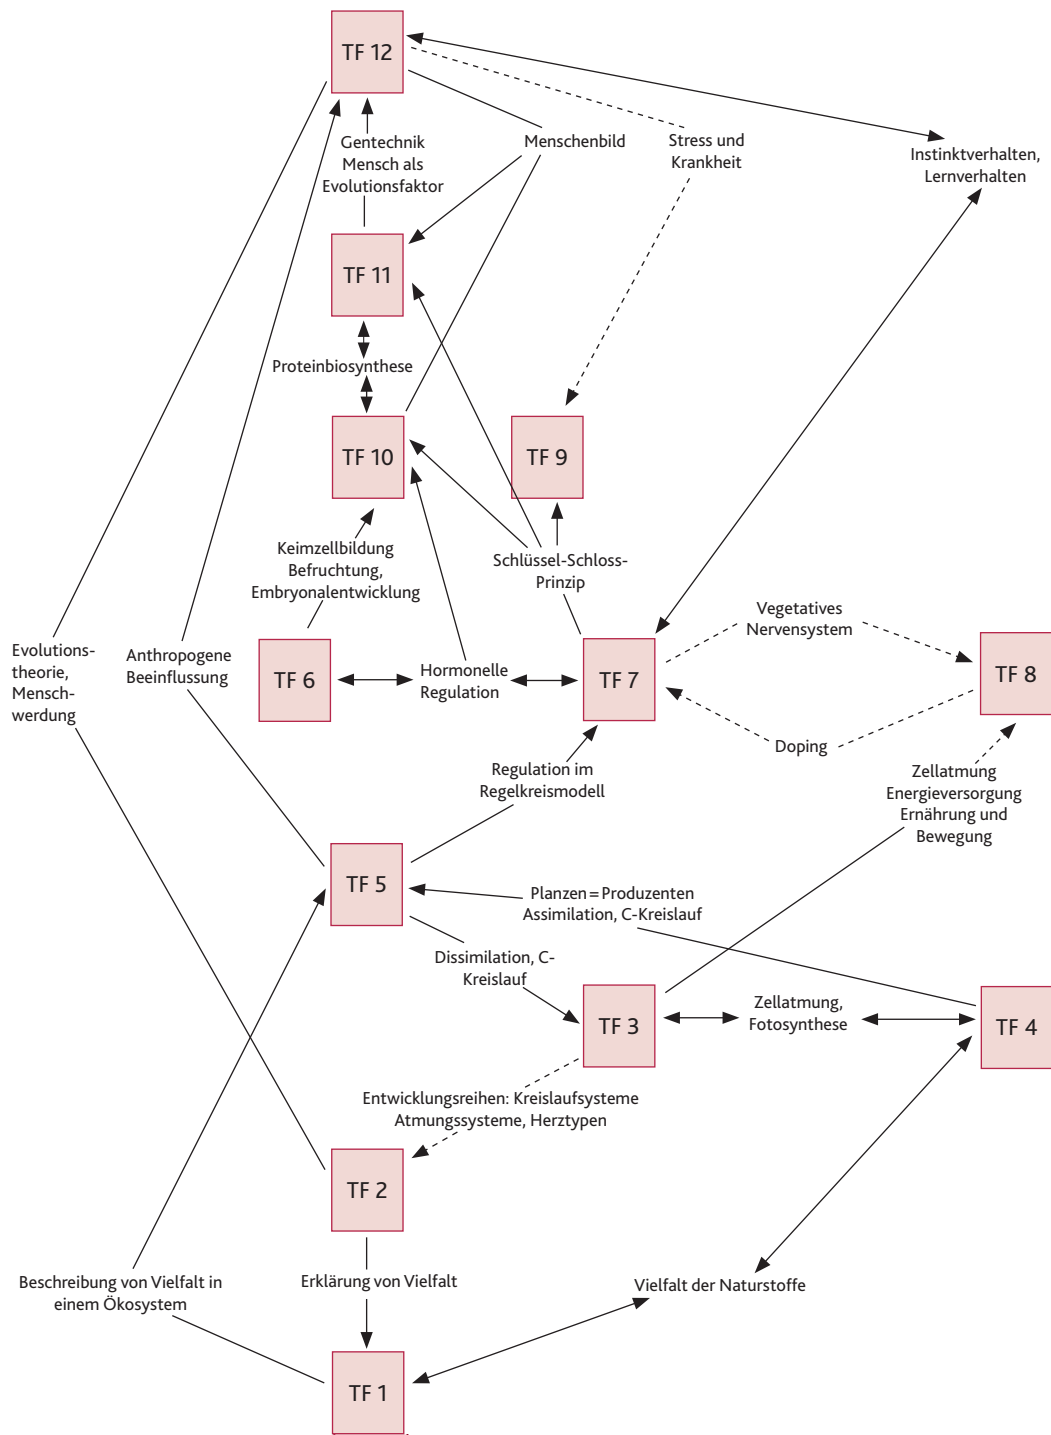 TF 12
Gentechnik
Mensch als
Evolutionsfaktor
Menschenbild
Stress und
Krankheit
Instinktverhalten,
Lernverhalten
TF 11
Proteinbiosynthese
TF 10
TF 9
Keimzellbildung
Befruchtung,
Embryonalentwicklung
Schlüssel-Schloss-
Prinzip
Vegetatives
Nervensystem
Evolutions-
theorie,
Mensch-
werdung
Anthropogene
Beeinflussung
TF 6
Hormonelle
Regulation
TF 7
TF 8
Doping
Regulation im
Regelkreismodell
Zellatmung
Energieversorgung
Ernährung und
Bewegung
TF 5
Planzen = Produzenten
Assimilation, C-Kreislauf
Dissimilation, C-
Kreislauf
TF 3
Zellatmung,
Fotosynthese
TF 4
Entwicklungsreihen: Kreislaufsysteme
Atmungssysteme, Herztypen
TF 2
Beschreibung von Vielfalt in
einem Ökosystem
Erklärung von Vielfalt
Vielfalt der Naturstoffe
TF 1